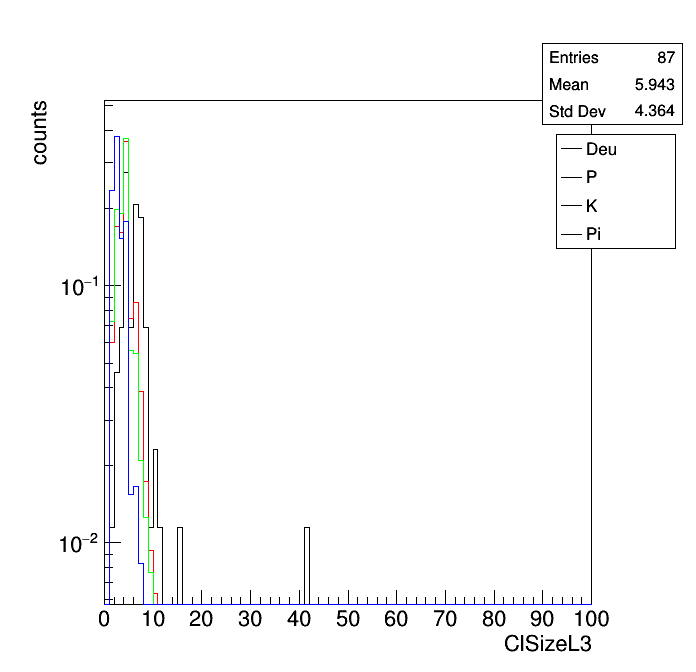 Entries 87
Mean 5.943
Std Dev 4.364
Deu
P
K
Pi
counts
10⁻¹
10⁻²
0 10 20 30 40 50 60 70 80 90 100
ClSizeL3